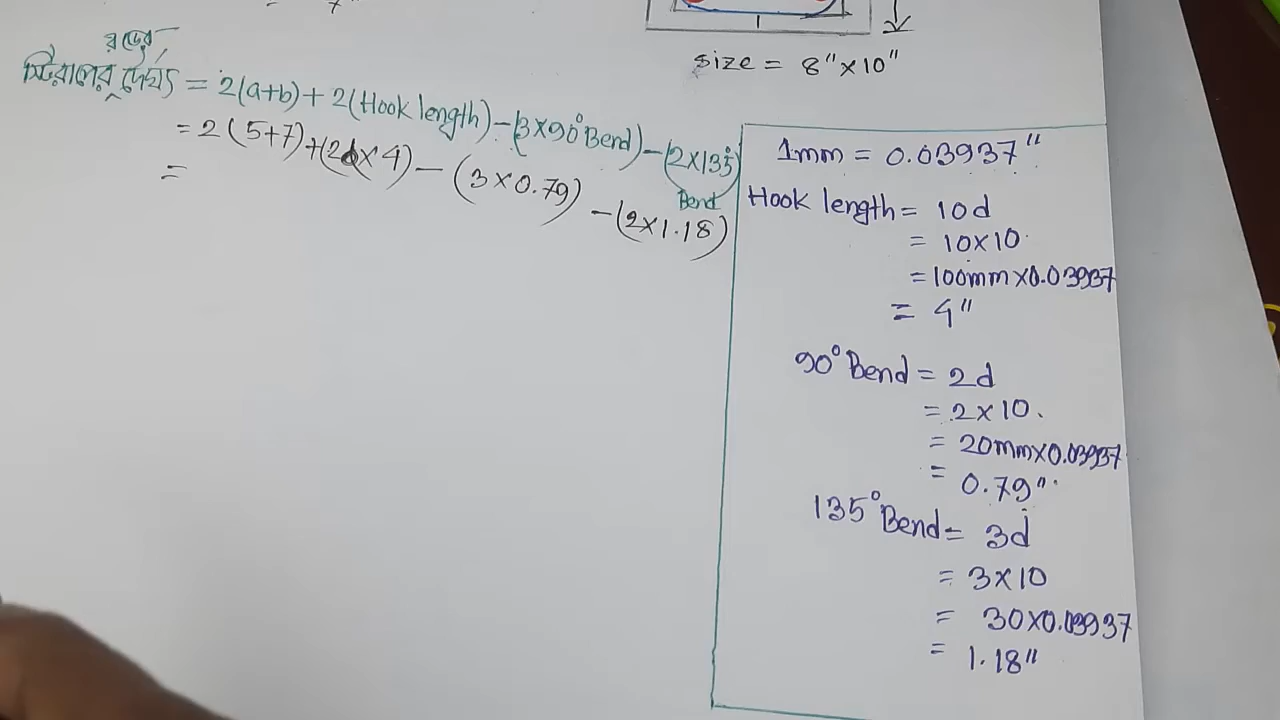 size = 8"×10"
রডের
স্টিরাপের দৈর্ঘ্য = 2(a+b) + 2(Hook length) – (3×90° Bend) – (2×135° Bend)
= 2(5+7)+(2×4) – (3×0.79) – (2×1.18)
=
1mm = 0.03937"
Hook length = 10d
= 10×10
= 100mm×0.03937
= 4"
90° Bend = 2d
= 2×10
= 20mm×0.03937
= 0.79"
135° Bend = 3d
= 3×10
= 30×0.03937
= 1.18"